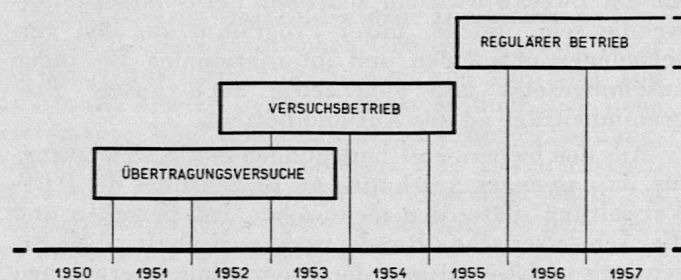 REGULÄRER BETRIEB
VERSUCHSBETRIEB
ÜBERTRAGUNGSVERSUCHE
1950 1951 1952 1953 1954 1955 1956 1957